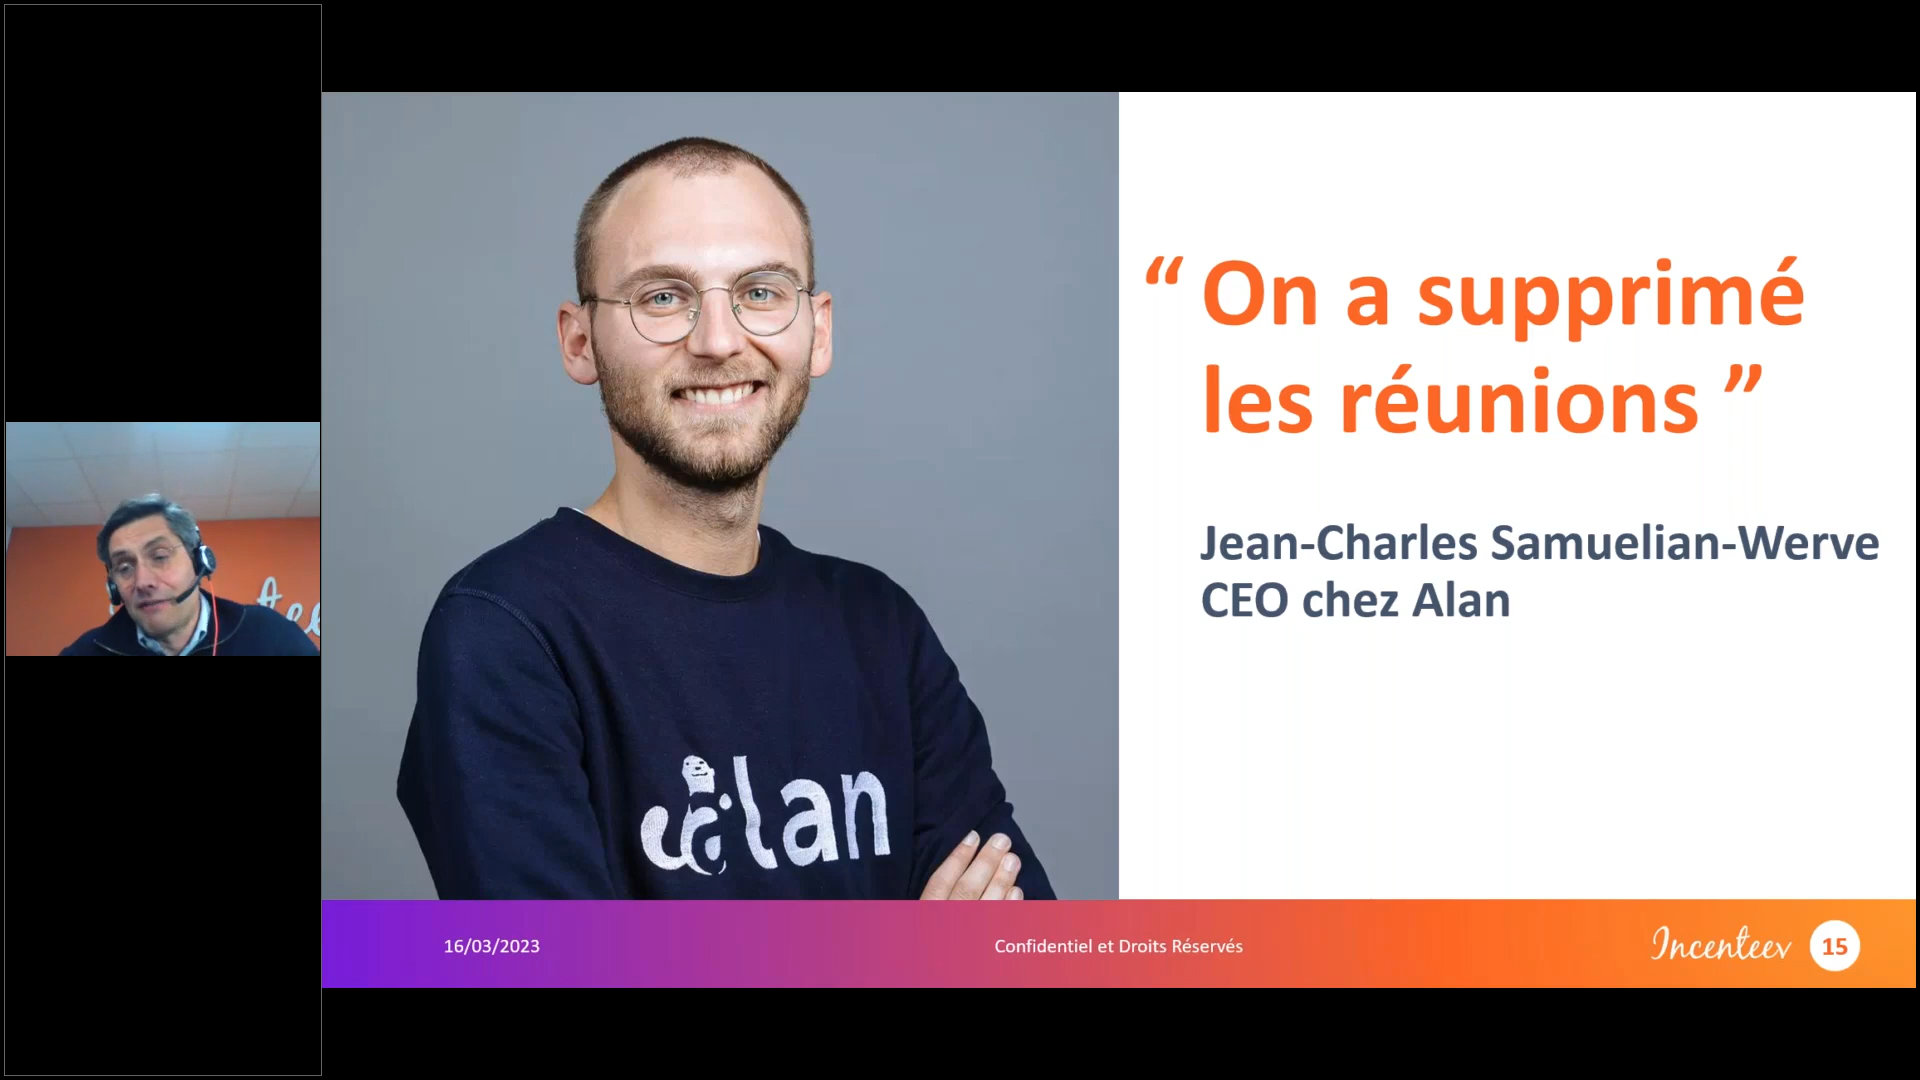 “ On a supprimé
les réunions ”
Jean-Charles Samuelian-Werve
CEO chez Alan
alan
16/03/2023
Confidentiel et Droits Réservés
Incenteev
15